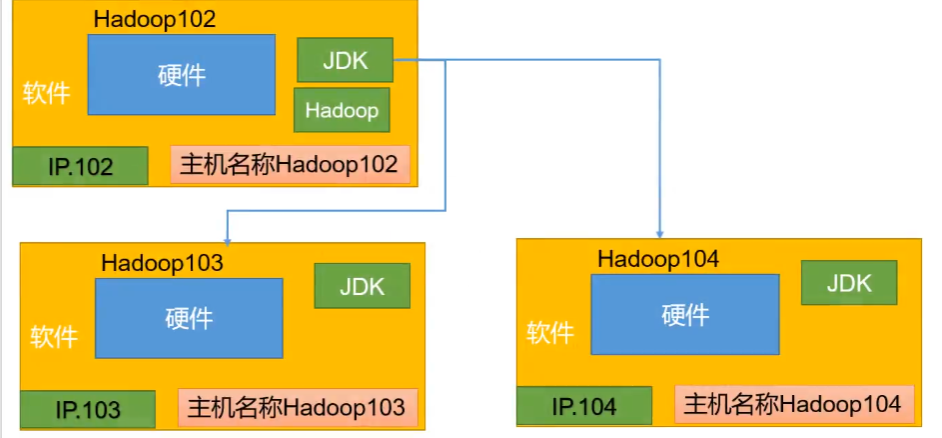 Hadoop102
硬件
JDK
软件
Hadoop
IP.102
主机名称Hadoop102
Hadoop103
硬件
JDK
软件
IP.103
主机名称Hadoop103
Hadoop104
硬件
JDK
软件
IP.104
主机名称Hadoop104